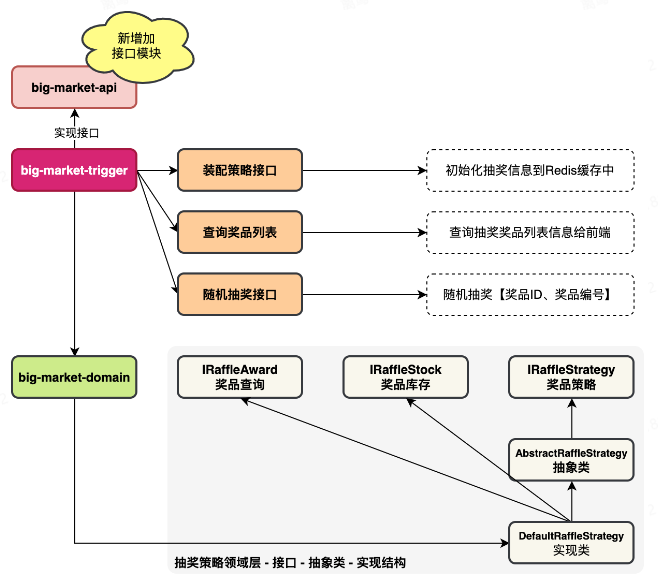 新增加
接口模块
big-market-api
实现接口
big-market-trigger
装配策略接口
初始化抽奖信息到Redis缓存中
查询奖品列表
查询抽奖奖品列表信息给前端
随机抽奖接口
随机抽奖【奖品ID、奖品编号】
big-market-domain
IRaffleAward
奖品查询
IRaffleStock
奖品库存
IRaffleStrategy
奖品策略
AbstractRaffleStrategy
抽象类
DefaultRaffleStrategy
实现类
抽奖策略领域层 - 接口 - 抽象类 - 实现结构